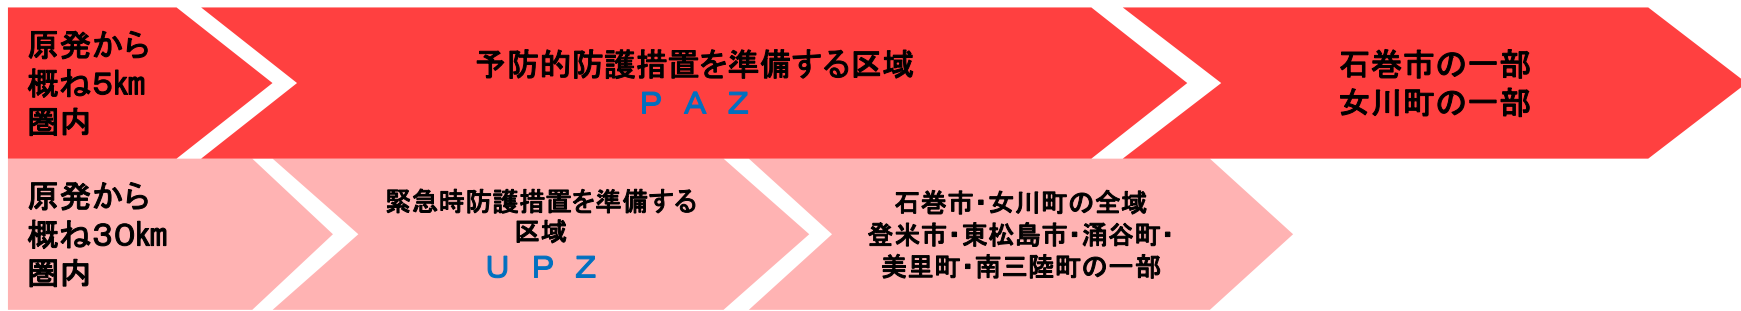 原発から
概ね５㎞
圏内
予防的防護措置を準備する区域
Ｐ Ａ Ｚ
石巻市の一部
女川町の一部
原発から
概ね３０㎞
圏内
緊急時防護措置を準備する
区域
Ｕ Ｐ Ｚ
石巻市・女川町の全域
登米市・東松島市・涌谷町・
美里町・南三陸町の一部